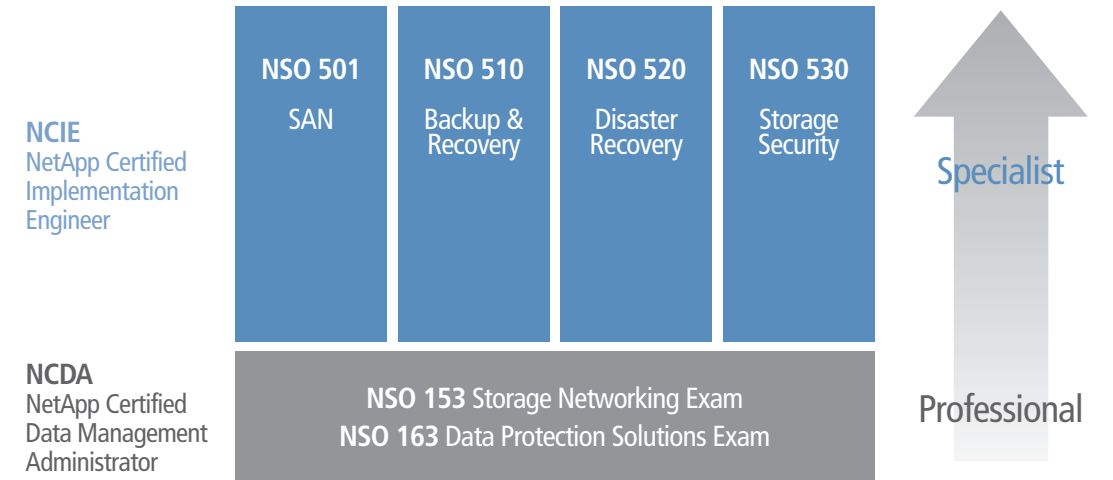 NCIE
NetApp Certified
Implementation
Engineer
NSO 501
SAN
NSO 510
Backup &
Recovery
NSO 520
Disaster
Recovery
NSO 530
Storage
Security
Specialist
NCDA
NetApp Certified
Data Management
Administrator
NSO 153 Storage Networking Exam
NSO 163 Data Protection Solutions Exam
Professional